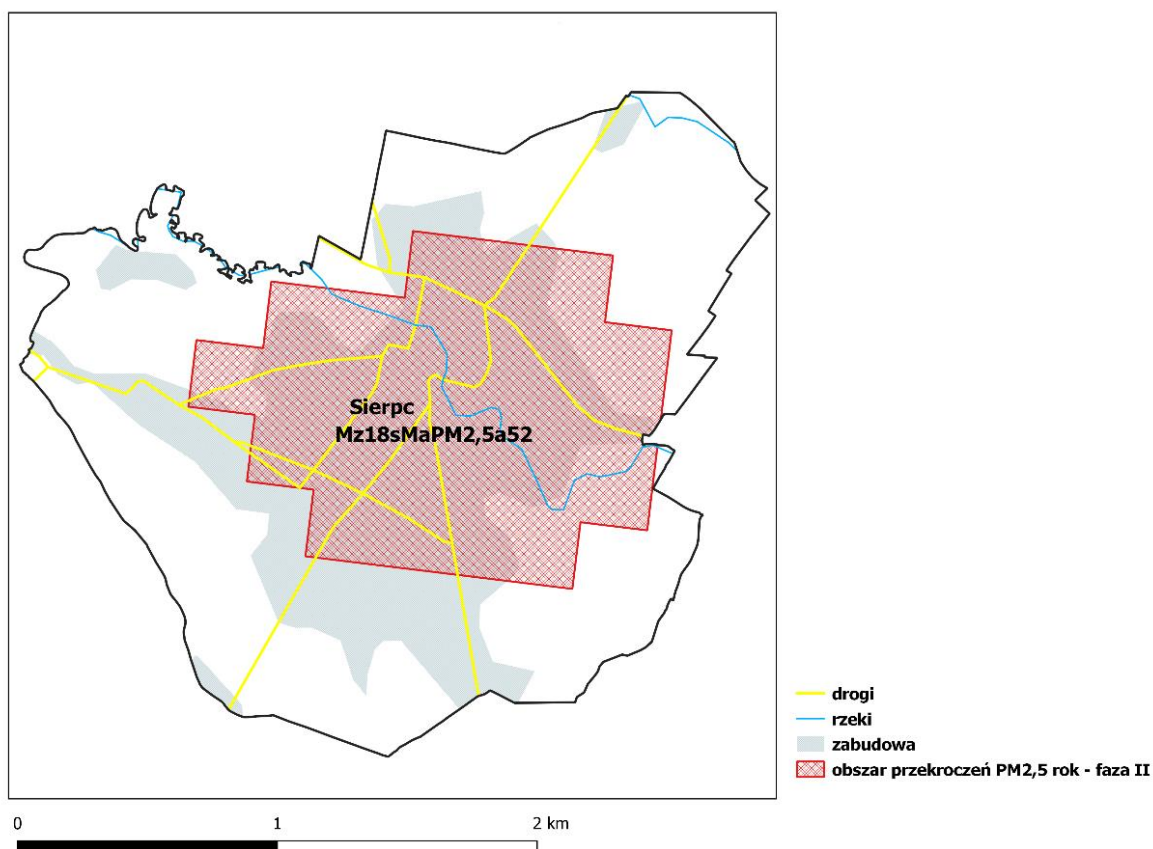 Sierpc
Mz18sMaPM2,5a52
drogi
rzeki
zabudowa
obszar przekroczeń PM2,5 rok - faza II
0 1 2 km